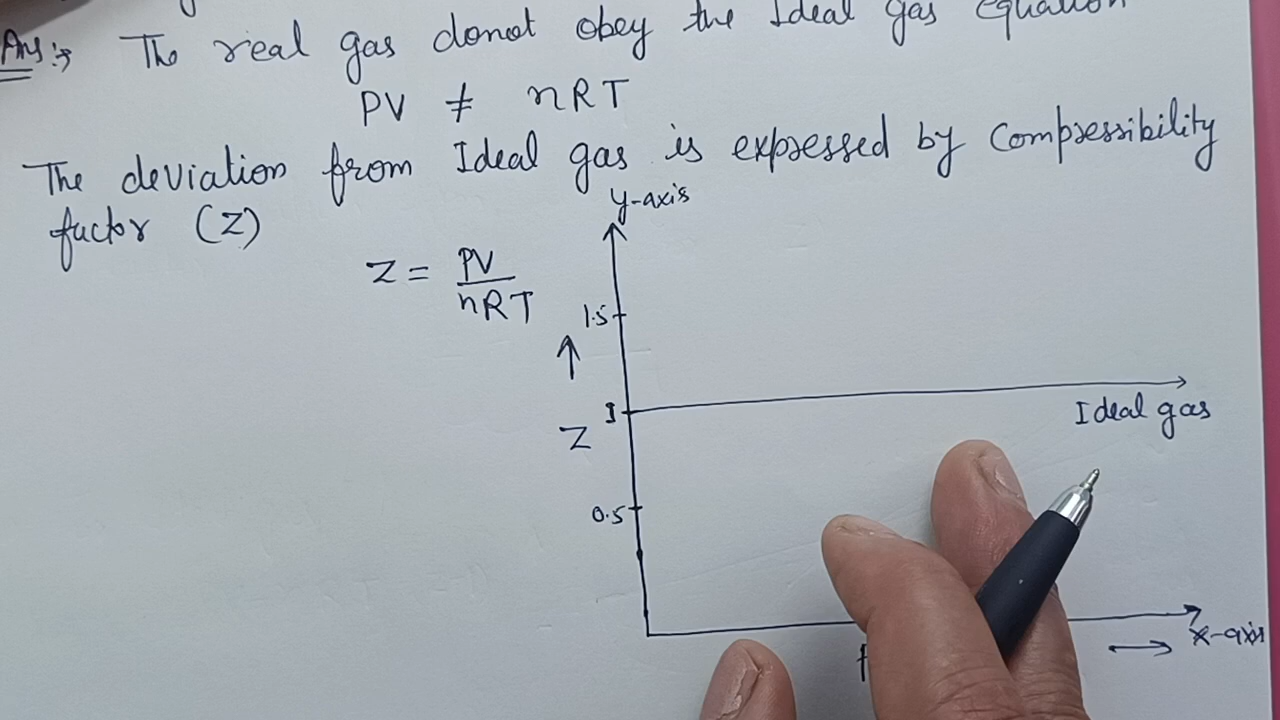 Ans:→ The real gas donot obey the Ideal gas equation
PV ≠ nRT
The deviation from Ideal gas is expressed by Compressibility
factor (Z)
y-axis
Z = PV/nRT
1.5
↑
1
Ideal gas
Z
0.5
x-axis
→